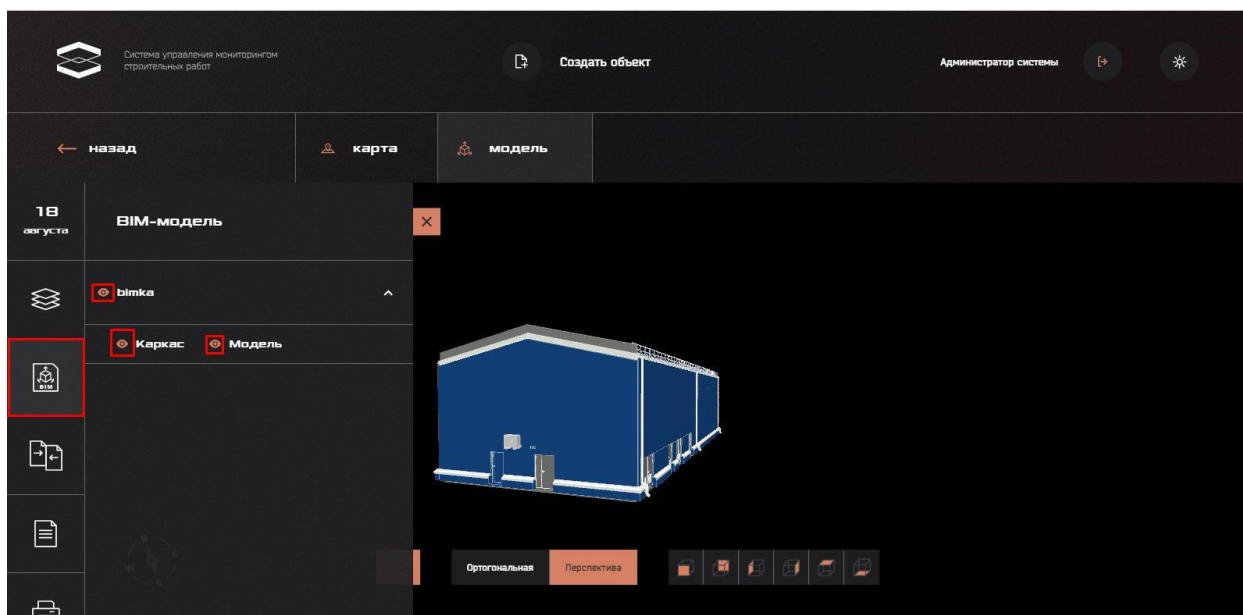 Система управления мониторингом
строительных работ
Создать объект
Администратор системы
назад
карта
модель
18
августа
BIM-модель
bimka
Каркас
Модель
BIM
Ортогональная
Перспектива